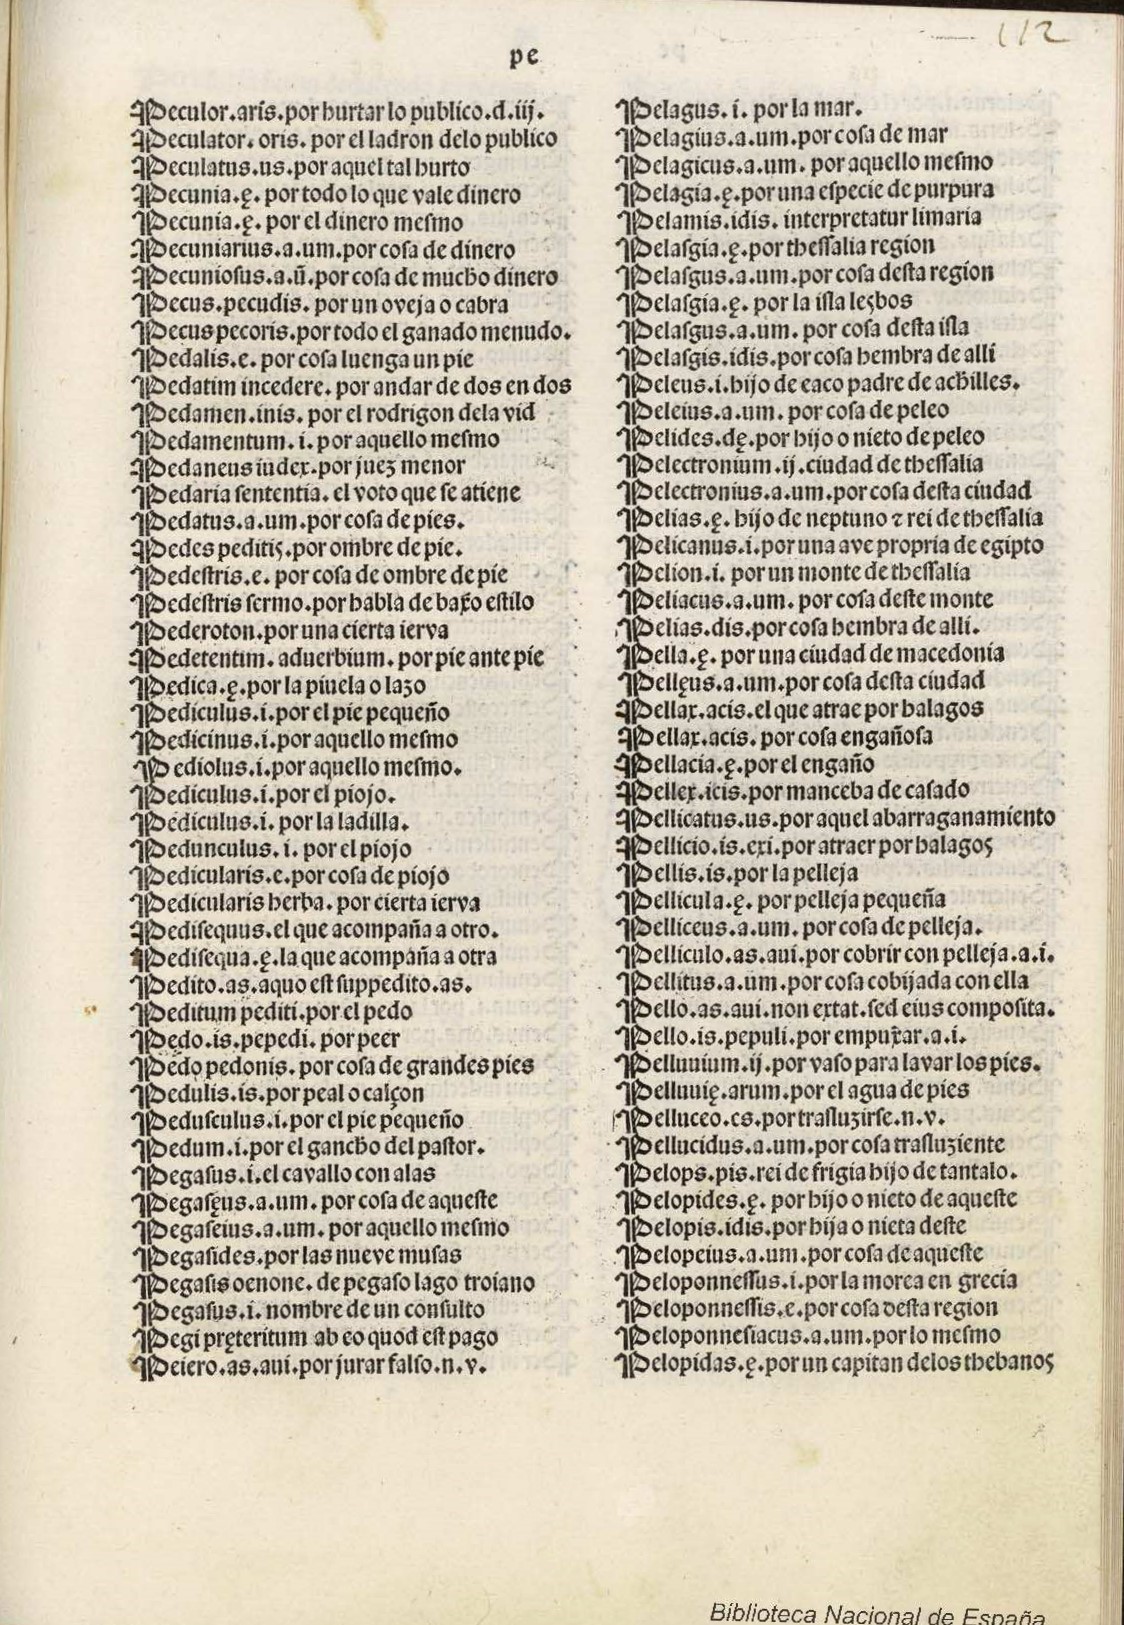 112
pe
Peculor.aris.por hurtar lo publico.d.iij.
Peculator.oris.por el ladron delo publico
Peculatus.us.por aquel tal hurto
Pecunia.ę.por todo lo que vale dinero
Pecunia.ę.por el dinero mesmo
Pecuniarius.a.um.por cosa de dinero
Pecuniosus.a.ū.por cosa de mucho dinero
Pecus.pecudis.por un oveja o cabra
Pecus pecoris.por todo el ganado menudo.
Pedalis.e.por cosa luenga un pie
Pedatim incedere.por andar de dos en dos
Pedamen.inis.por el rodrigon dela vid
Pedamentum.i.por aquello mesmo
Pedaneus iudex.por juez menor
Pedaria sententia.el voto que se atiene
Pedatus.a.um.por cosa de pies.
Pedes peditis.por ombre de pie.
Pedestris.e.por cosa de ombre de pie
Pedestris sermo.por habla de baxo estilo
Pederoton.por una cierta ierva
Pedetentim.aduerbium.por pie ante pie
Pedica.ę.por la piuela o lazo
Pediculus.i.por el pie pequeño
Pedicinus.i.por aquello mesmo
Pediolus.i.por aquello mesmo.
Pediculus.i.por el piojo.
Pediculus.i.por la ladilla.
Pedunculus.i.por el piojo
Pedicularis.e.por cosa de piojo
Pedicularis herba.por cierta ierva
Pedisequus.el que acompaña a otro.
Pedisequa.ę.la que acompaña a otra
Pedito.as.a quo est suppedito.as.
Peditum pediti.por el pedo
Pędo.is.pepedi.por peer
Pedo pedonis.por cosa de grandes pies
Pedulis.is.por peal o calçon
Pedusculus.i.por el pie pequeño
Pedum.i.por el gancho del pastor.
Pegasus.i.el cavallo con alas
Pegasęus.a.um.por cosa de aqueste
Pegaseius.a.um.por aquello mesmo
Pegasides.por las nueve musas
Pegasis oenone.de pegaso lago troiano
Pegasus.i.nombre de un consulto
Pegi pręteritum ab eo quod est pago
Peiero.as.aui.por jurar falso.n.v.
Pelagus.i.por la mar.
Pelagius.a.um.por cosa de mar
Pelagicus.a.um.por aquello mesmo
Pelagia.ę.por una especie de purpura
Pelamis.idis.interpretatur limaria
Pelasgia.ę.por thessalia region
Pelasgus.a.um.por cosa desta region
Pelasgia.ę.por la isla lezbos
Pelasgus.a.um.por cosa desta isla
Pelasgis.idis.por cosa hembra de alli
Peleus.i.hijo de eaco padre de achilles.
Peleius.a.um.por cosa de peleo
Pelides.dę.por hijo o nieto de peleo
Pelectronium.ij.ciudad de thessalia
Pelectronius.a.um.por cosa desta ciudad
Pelias.ę.hijo de neptuno ⁊ rei de thessalia
Pelicanus.i.por una ave propria de egipto
Pelion.i.por un monte de thessalia
Peliacus.a.um.por cosa deste monte
Pelias.dis.por cosa hembra de alli.
Pella.ę.por una ciudad de macedonia
Pellęus.a.um.por cosa desta ciudad
Pellax.acis.el que atrae por halagos
Pellax.acis.por cosa engañosa
Pellacia.ę.por el engaño
Pellex.icis.por manceba de casado
Pellicatus.us.por aquel abarraganamiento
Pellicio.is.exi.por atraer por halagos
Pellis.is.por la pelleja
Pellicula.ę.por pelleja pequeña
Pelliceus.a.um.por cosa de pelleja.
Pelliculo.as.aui.por cobrir con pelleja.a.i.
Pellitus.a.um.por cosa cobijada con ella
Pello.as.aui.non extat.sed eius composita.
Pello.is.pepuli.por empuxar.a.i.
Pelluuium.ij.por vaso para lavar los pies.
Pelluuię.arum.por el agua de pies
Pelluceo.es.por trasluzirse.n.v.
Pellucidus.a.um.por cosa trasluziente
Pelops.pis.rei de frigia hijo de tantalo.
Pelopides.ę.por hijo o nieto de aqueste
Pelopis.idis.por hija o nieta deste
Pelopeius.a.um.por cosa de aqueste
Peloponnessus.i.por la morea en grecia
Peloponnessis.e.por cosa desta region
Peloponnesiacus.a.um.por lo mesmo
Pelopidas.ę.por un capitan delos thebanos
Biblioteca Nacional de España